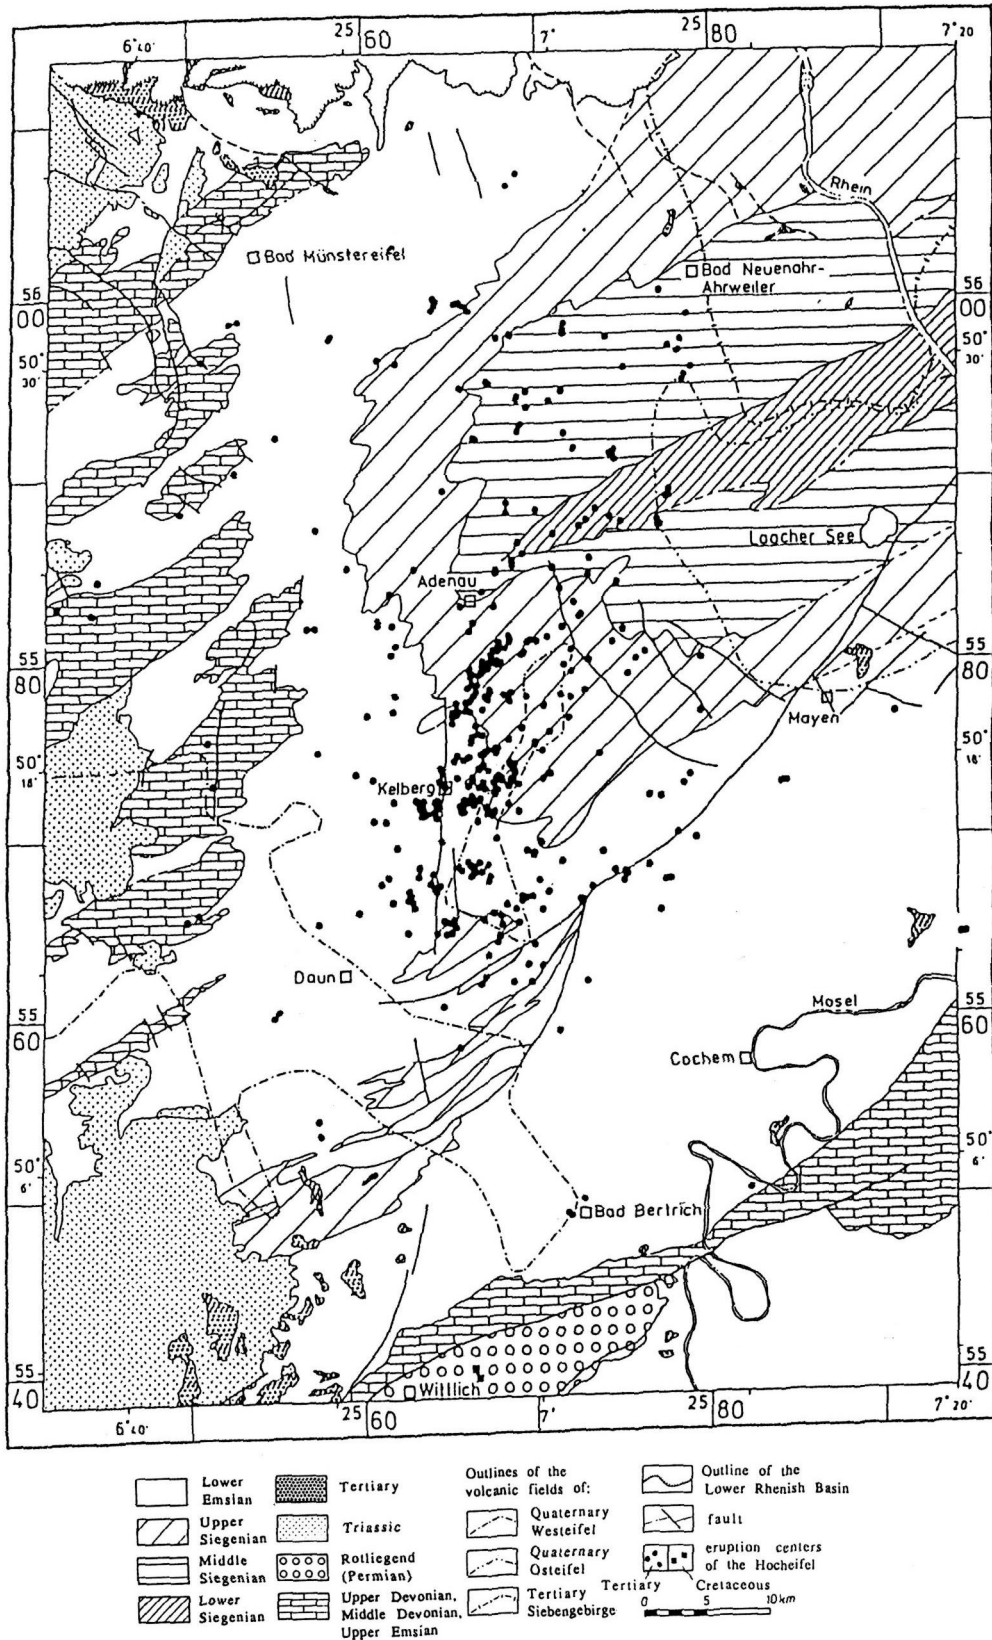 6°40'
25 60
7°
25 80
7°20
Rhein
Bad Münstereifel
Bad Neuenahr-
Ahrweiler
56
00
56
00
50°
30'
50°
30'
Laacher See
Adenau
55
80
55
80
Mayen
50°
18'
50°
18'
Kelberg
Daun
Mosel
55
60
55
60
Cochem
50°
6'
50°
6'
Bad Bertrich
55
40
55
40
Wittlich
6°40'
25 60
7°
25 80
7°20
Lower
Emsian
Upper
Siegenian
Middle
Siegenian
Lower
Siegenian
Tertiary
Triassic
Rotliegend
(Permian)
Upper Devonian,
Middle Devonian,
Upper Emsian
Outlines of the
volcanic fields of:
Quaternary
Westeifel
Quaternary
Osteifel
Tertiary
Siebengebirge
Outline of the
Lower Rhenish Basin
fault
eruption centers
of the Hocheifel
Tertiary Cretaceous
0 5 10 km